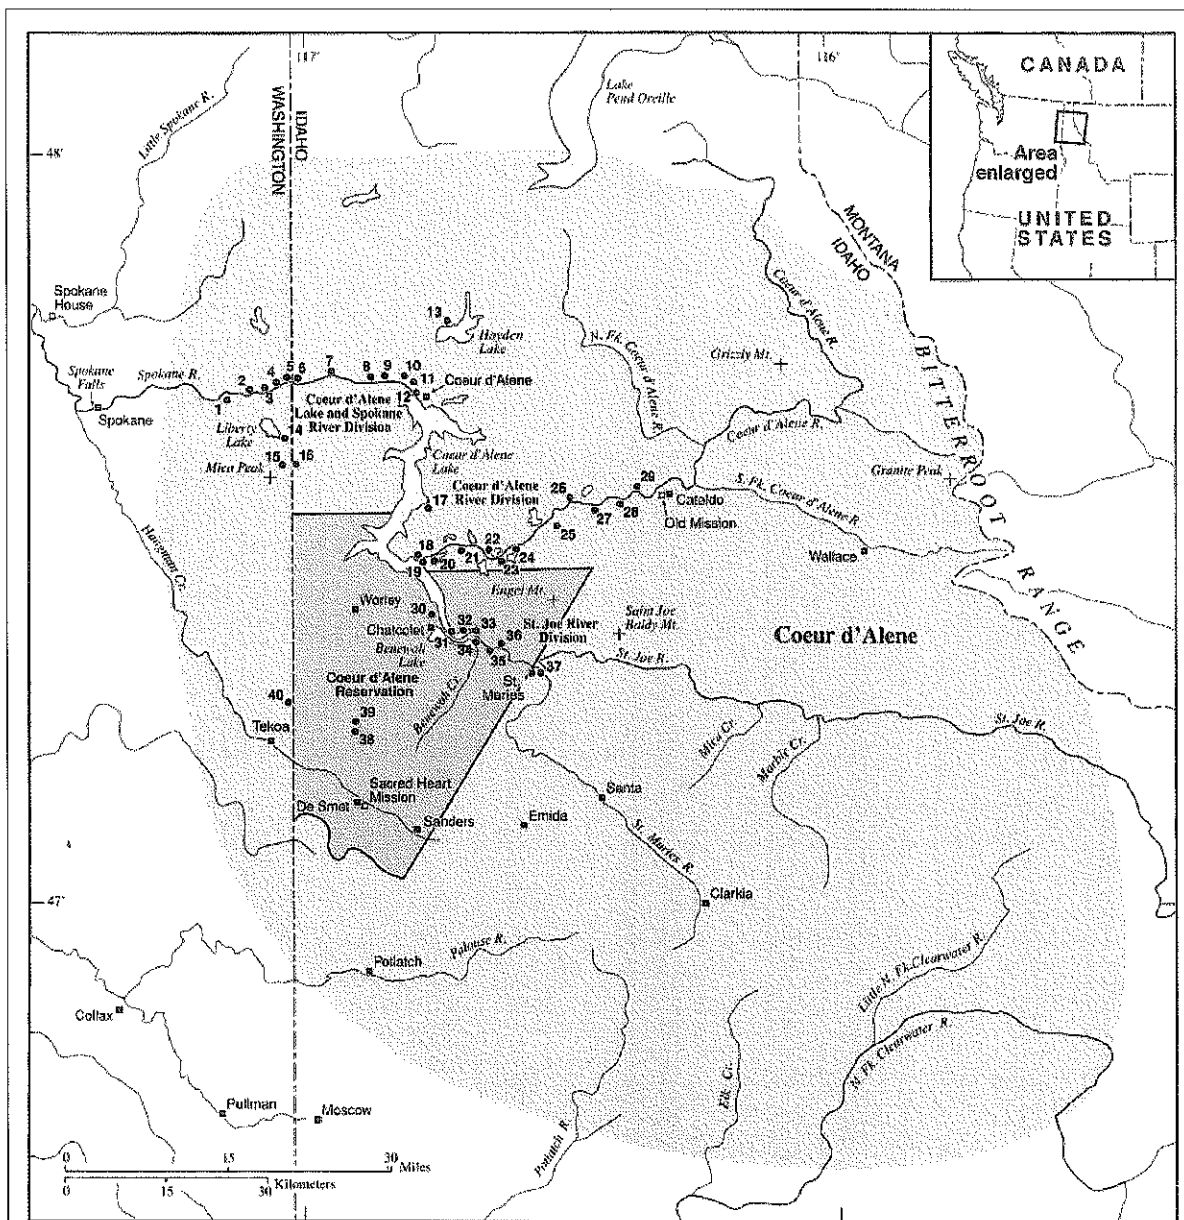 117°
116°
48°
47°
WASHINGTON
IDAHO
Little Spokane R.
Lake
Pend Oreille
CANADA
Area
enlarged
UNITED
STATES
MONTANA
IDAHO
BITTERROOT RANGE
Spokane
House
Spokane
Falls
Spokane R.
Spokane
13
Hayden
Lake
1
2
3
4
5
6
7
8
9
10
11
12
Coeur d'Alene
Coeur d'Alene
Lake and Spokane
River Division
Liberty
Lake
14
15
16
Mica Peak
Coeur d'Alene
Lake
N. Fk. Coeur d'Alene R.
Coeur d'Alene R.
Grizzly Mt.
Coeur d'Alene R.
Granite Peak
S. Fk. Coeur d'Alene R.
Coeur d'Alene
River Division
17
18
19
20
21
22
23
24
25
26
27
28
29
Cataldo
Old Mission
Wallace
Hangman Cr.
Worley
Chatcolet
Benewah
Lake
30
31
32
33
34
35
36
37
Engel Mt.
St. Joe River
Division
Saint Joe
Baldy Mt.
St. Joe R.
St.
Maries
Coeur d'Alene
Coeur d'Alene
Reservation
Benewah Cr.
38
39
40
Tekoa
Sacred Heart
Mission
De Smet
Sanders
Emida
Santa
Mica Cr.
Marble Cr.
St. Joe R.
St. Maries R.
Clarkia
Palouse R.
Potlatch
Colfax
Pullman
Moscow
Potlatch R.
Elk C.
Little N. Fk. Clearwater R.
N. Fk. Clearwater R.
0 15 30
Miles
0 15 30
Kilometers